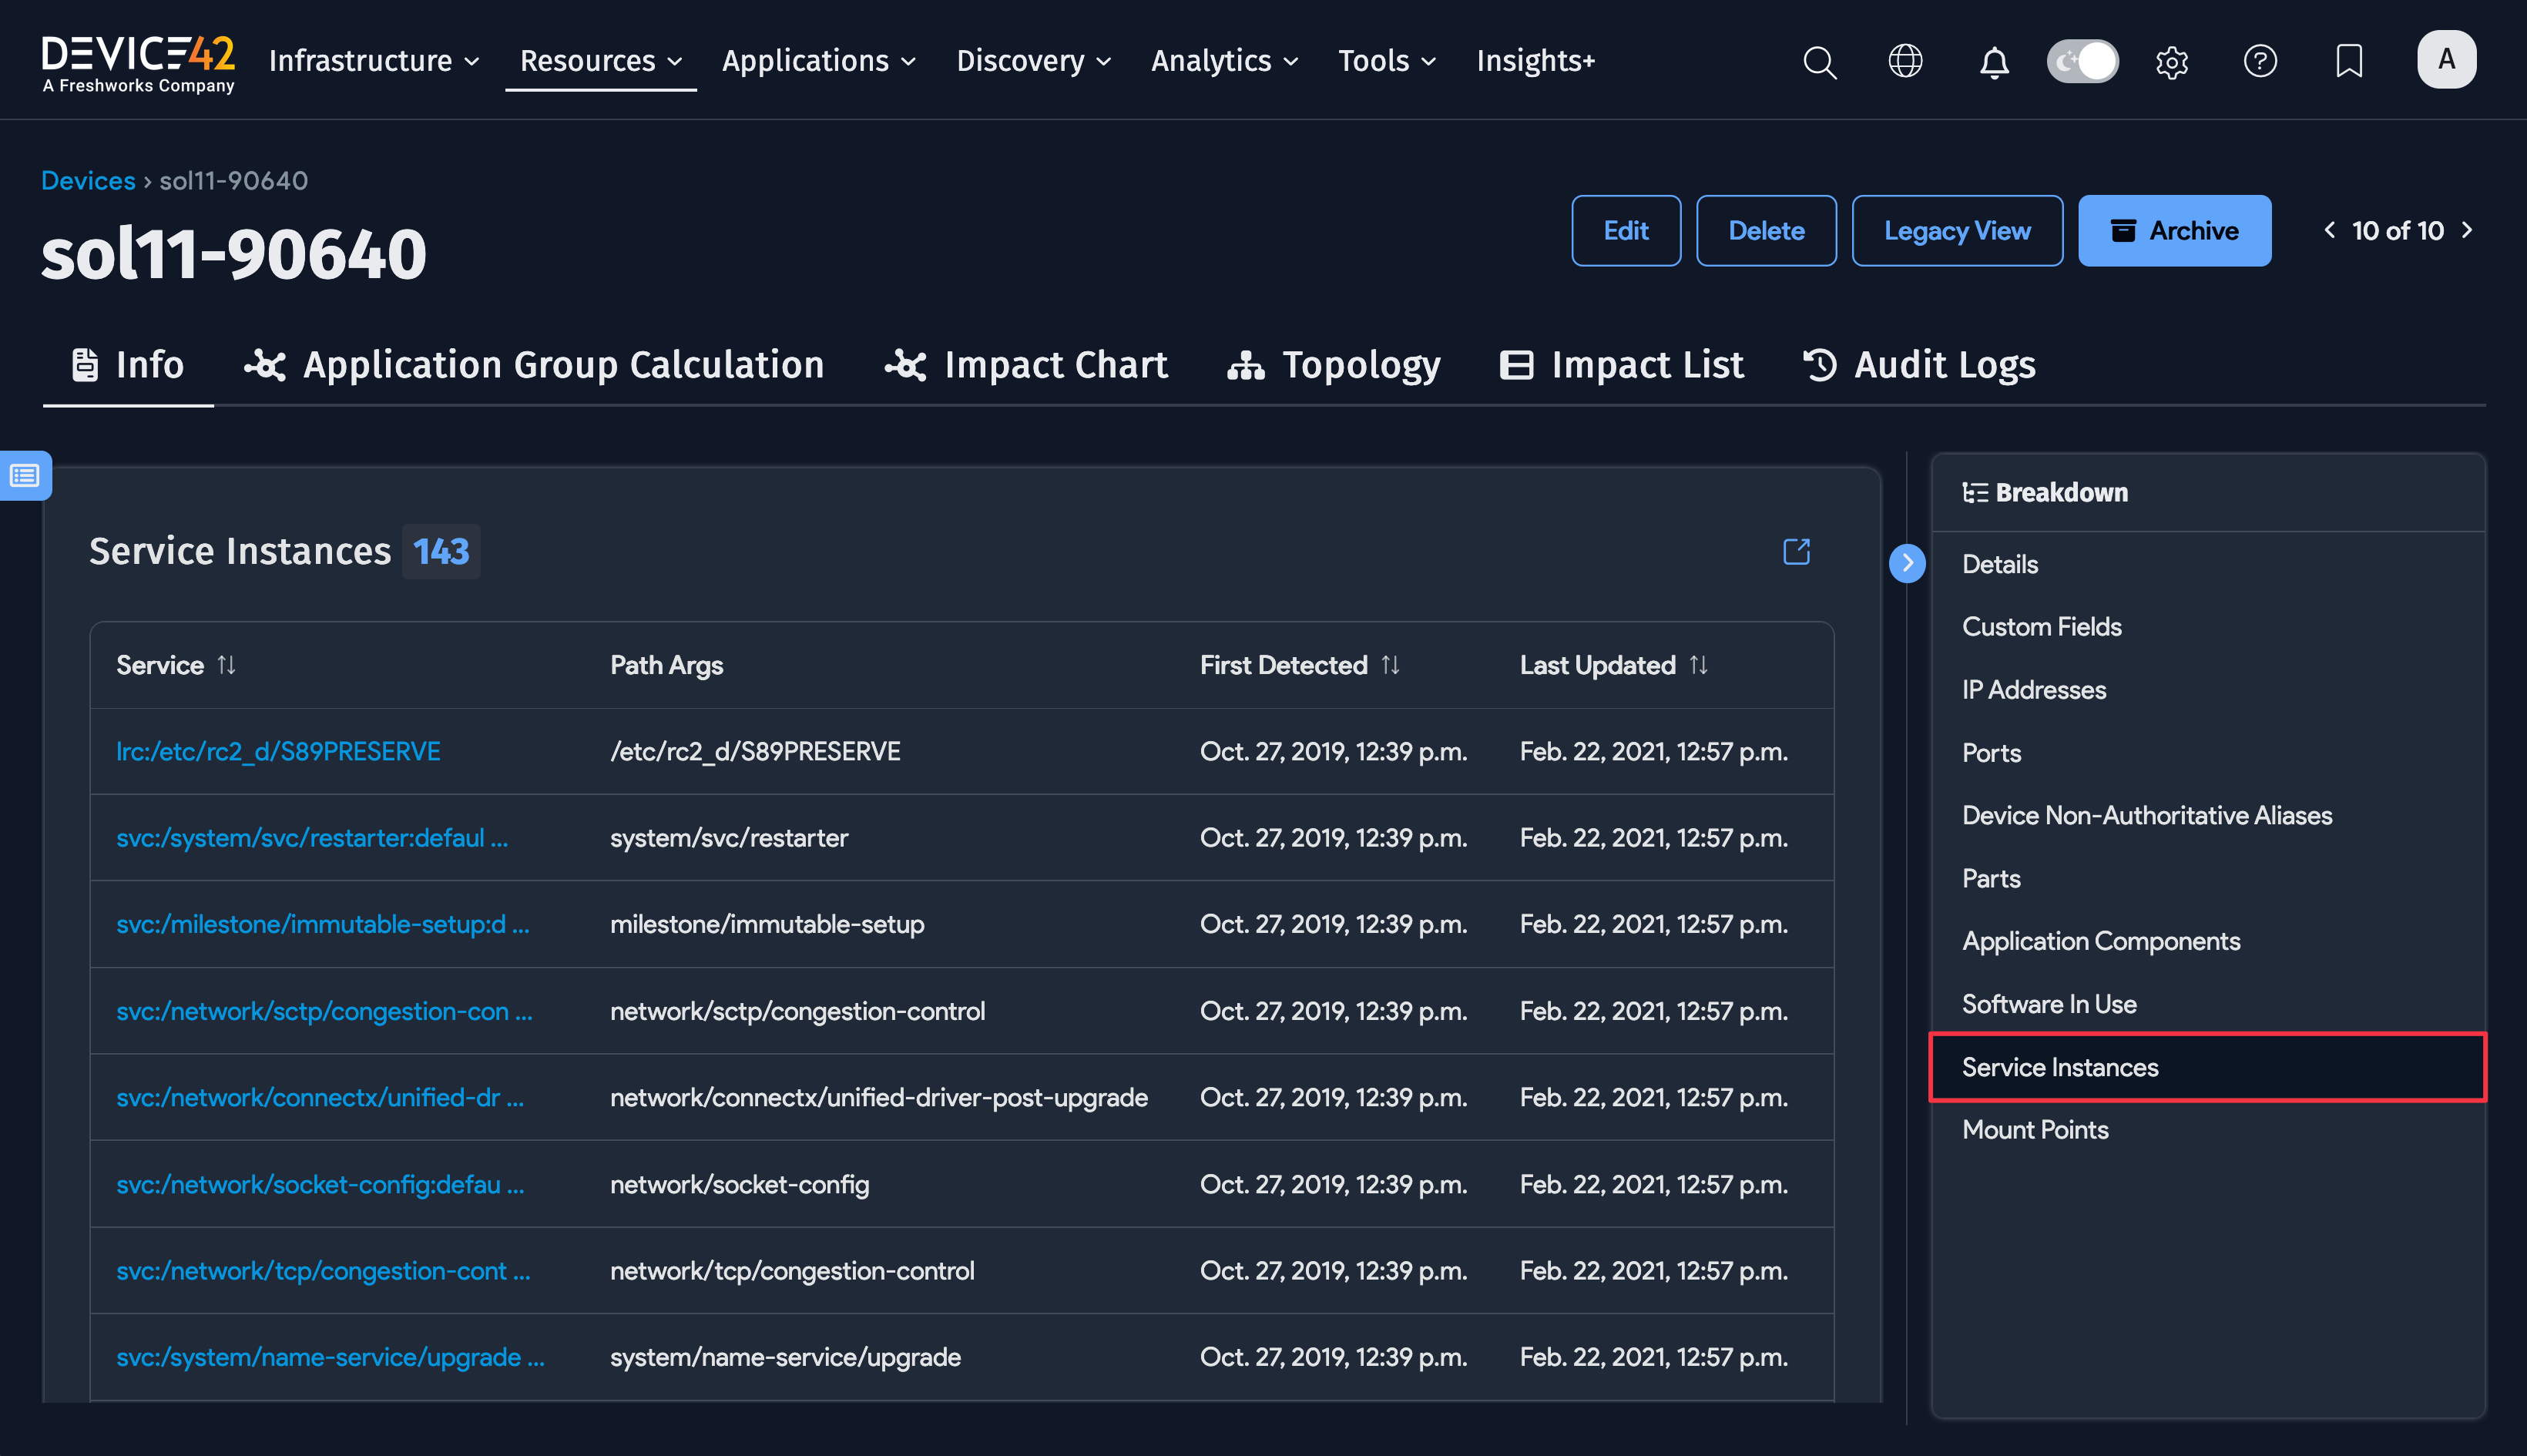 DEVICE42
A Freshworks Company
Infrastructure Resources Applications Discovery Analytics Tools Insights+
A
Devices › sol11-90640
sol11-90640
Edit Delete Legacy View Archive 10 of 10
Info Application Group Calculation Impact Chart Topology Impact List Audit Logs
Service Instances 143
Service Path Args First Detected Last Updated
lrc:/etc/rc2_d/S89PRESERVE /etc/rc2_d/S89PRESERVE Oct. 27, 2019, 12:39 p.m. Feb. 22, 2021, 12:57 p.m.
svc:/system/svc/restarter:defaul ... system/svc/restarter Oct. 27, 2019, 12:39 p.m. Feb. 22, 2021, 12:57 p.m.
svc:/milestone/immutable-setup:d ... milestone/immutable-setup Oct. 27, 2019, 12:39 p.m. Feb. 22, 2021, 12:57 p.m.
svc:/network/sctp/congestion-con ... network/sctp/congestion-control Oct. 27, 2019, 12:39 p.m. Feb. 22, 2021, 12:57 p.m.
svc:/network/connectx/unified-dr ... network/connectx/unified-driver-post-upgrade Oct. 27, 2019, 12:39 p.m. Feb. 22, 2021, 12:57 p.m.
svc:/network/socket-config:defau ... network/socket-config Oct. 27, 2019, 12:39 p.m. Feb. 22, 2021, 12:57 p.m.
svc:/network/tcp/congestion-cont ... network/tcp/congestion-control Oct. 27, 2019, 12:39 p.m. Feb. 22, 2021, 12:57 p.m.
svc:/system/name-service/upgrade ... system/name-service/upgrade Oct. 27, 2019, 12:39 p.m. Feb. 22, 2021, 12:57 p.m.
Breakdown
Details
Custom Fields
IP Addresses
Ports
Device Non-Authoritative Aliases
Parts
Application Components
Software In Use
Service Instances
Mount Points